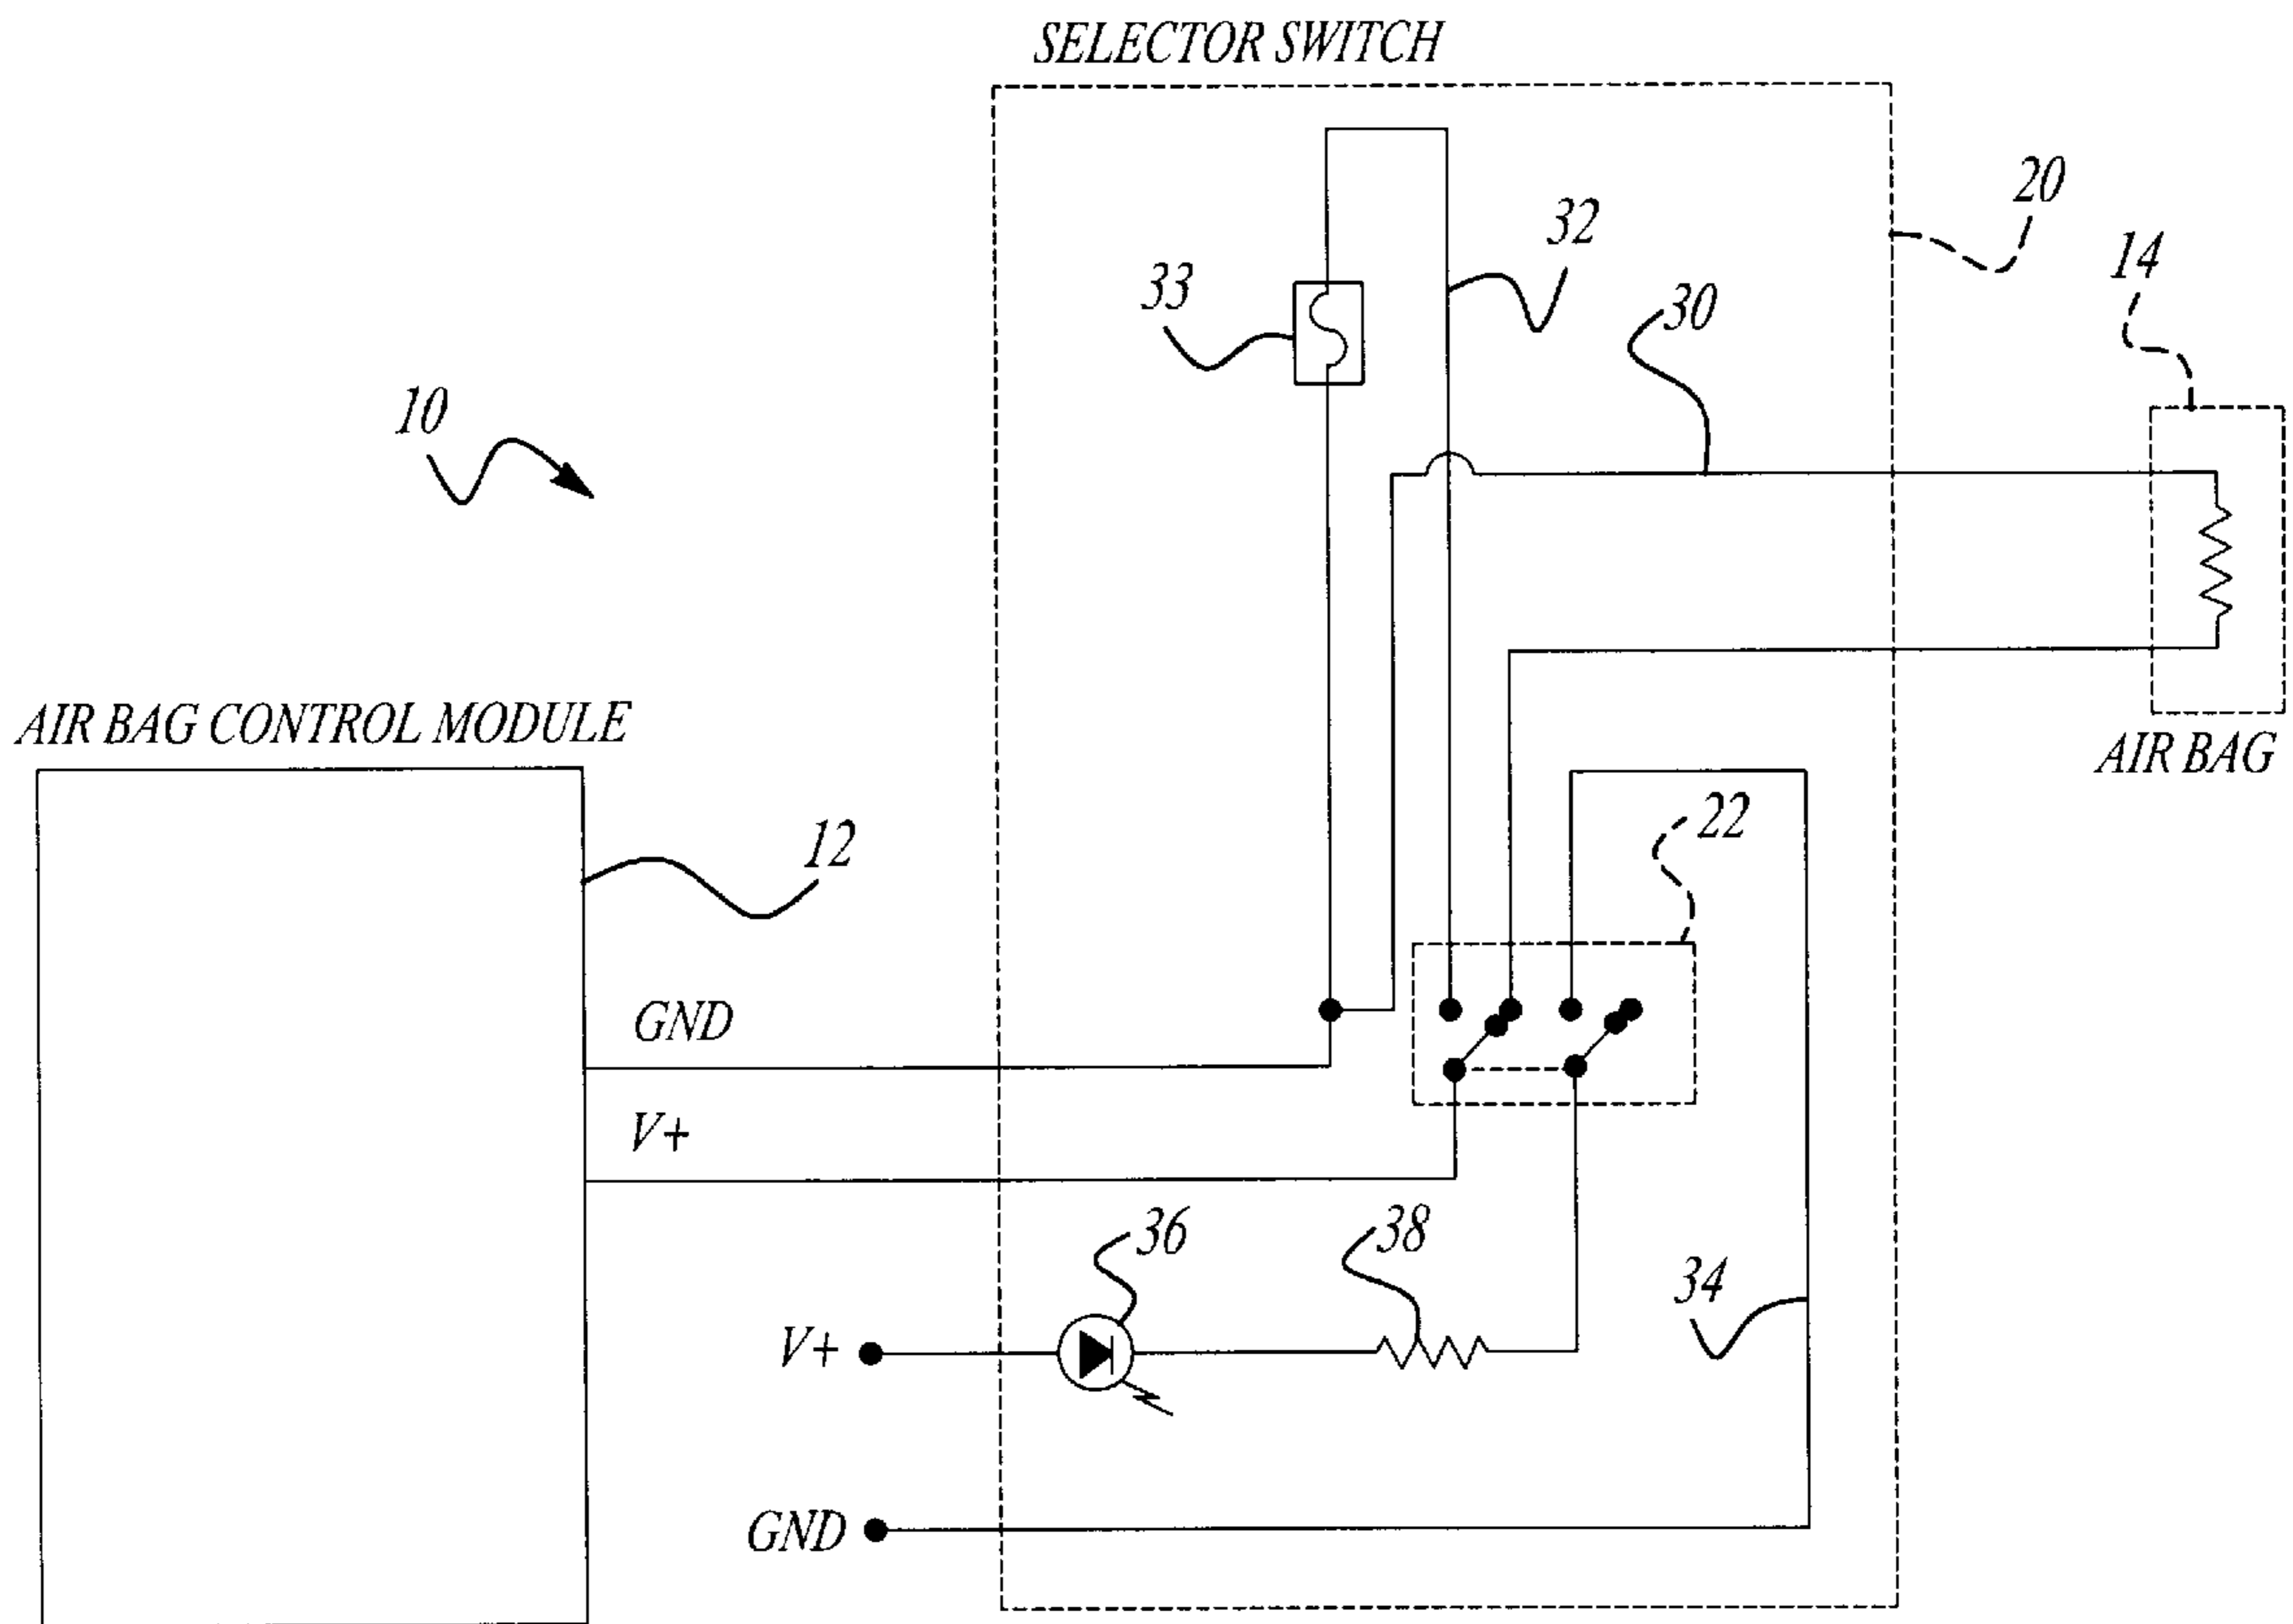 SELECTOR SWITCH
20
32
14
33
30
10
AIR BAG CONTROL MODULE
AIR BAG
22
12
GND
V+
36
38
34
V+
GND